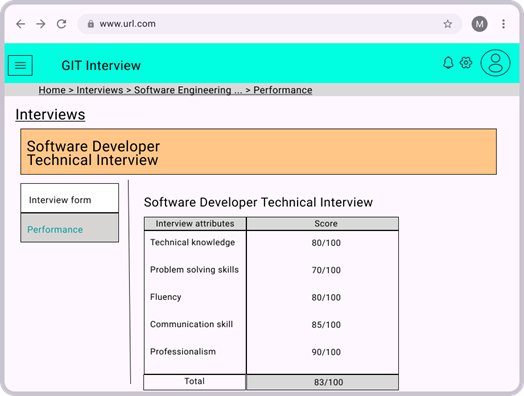 www.url.com
M
GIT Interview
Home > Interviews > Software Engineering ... > Performance
Interviews
Software Developer
Technical Interview
Interview form
Performance
Software Developer Technical Interview
Interview attributes Score
Technical knowledge 80/100
Problem solving skills 70/100
Fluency 80/100
Communication skill 85/100
Professionalism 90/100
Total 83/100